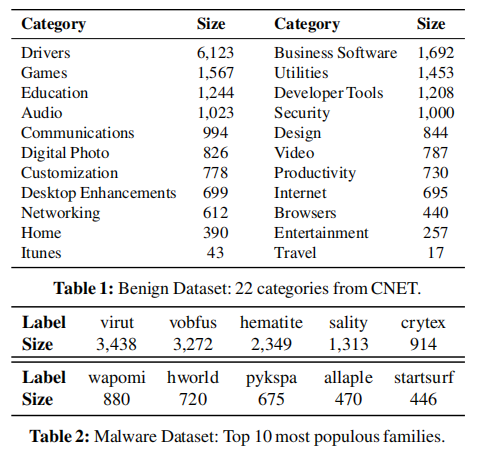 Category Size Category Size
Drivers 6,123 Business Software 1,692
Games 1,567 Utilities 1,453
Education 1,244 Developer Tools 1,208
Audio 1,023 Security 1,000
Communications 994 Design 844
Digital Photo 826 Video 787
Customization 778 Productivity 730
Desktop Enhancements 699 Internet 695
Networking 612 Browsers 440
Home 390 Entertainment 257
Itunes 43 Travel 17
Table 1: Benign Dataset: 22 categories from CNET.
Label virut vobfus hematite sality crytex
Size 3,438 3,272 2,349 1,313 914
Label wapomi hworld pykspa allaple startsurf
Size 880 720 675 470 446
Table 2: Malware Dataset: Top 10 most populous families.